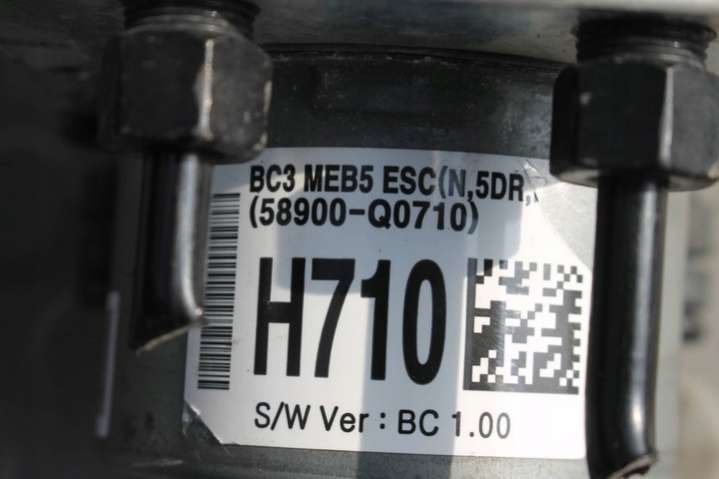 BC3 MEB5 ESC(N,5DR,
(58900-Q0710)
H710
S/W Ver : BC 1.00